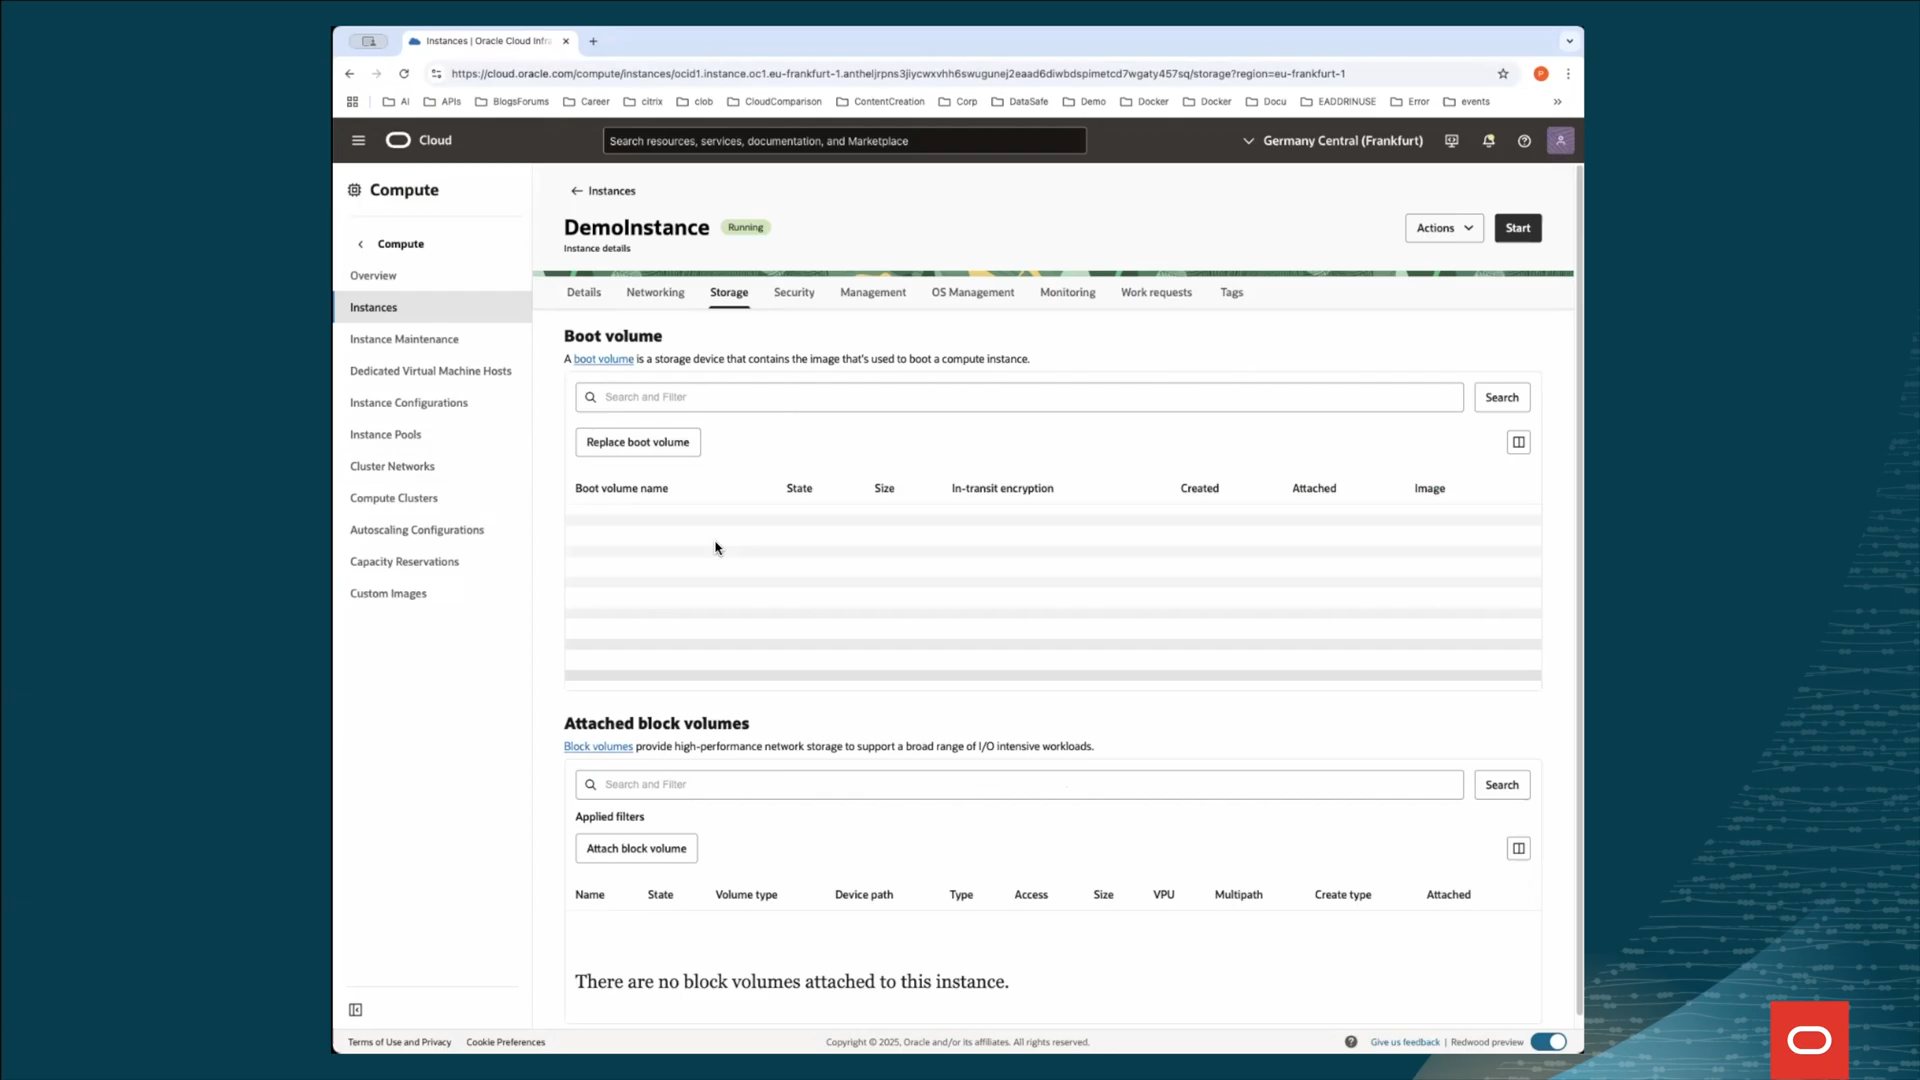 Instances | Oracle Cloud Infra
https://cloud.oracle.com/compute/instances/ocid1.instance.oc1.eu-frankfurt-1.antheljrpns3jiycwxvhh6swugunej2eaad6diwbdspimetcd7wgaty457sq/storage?region=eu-frankfurt-1
P
AI APIs BlogsForums Career citrix clob CloudComparison ContentCreation Corp DataSafe Demo Docker Docker Docu EADDRINUSE Error events
Cloud
Search resources, services, documentation, and Marketplace
Germany Central (Frankfurt)
Compute
Compute
Overview
Instances
Instance Maintenance
Dedicated Virtual Machine Hosts
Instance Configurations
Instance Pools
Cluster Networks
Compute Clusters
Autoscaling Configurations
Capacity Reservations
Custom Images
Instances
DemoInstance Running
Instance details
Actions Start
Details Networking Storage Security Management OS Management Monitoring Work requests Tags
Boot volume
A boot volume is a storage device that contains the image that's used to boot a compute instance.
Search and Filter Search
Replace boot volume
Boot volume name State Size In-transit encryption Created Attached Image
Attached block volumes
Block volumes provide high-performance network storage to support a broad range of I/O intensive workloads.
Search and Filter Search
Applied filters
Attach block volume
Name State Volume type Device path Type Access Size VPU Multipath Create type Attached
There are no block volumes attached to this instance.
Terms of Use and Privacy Cookie Preferences Copyright © 2025, Oracle and/or its affiliates. All rights reserved. Give us feedback | Redwood preview